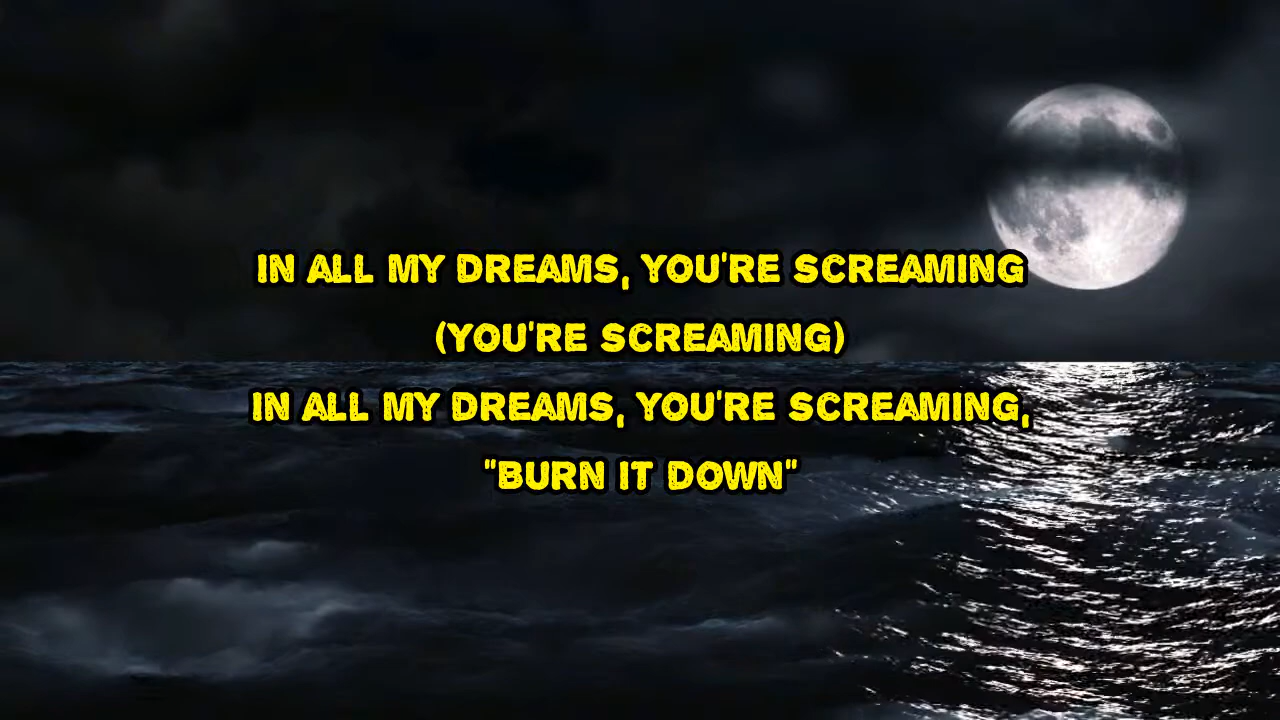 IN ALL MY DREAMS, YOU'RE SCREAMING
(YOU'RE SCREAMING)
IN ALL MY DREAMS, YOU'RE SCREAMING,
"BURN IT DOWN"